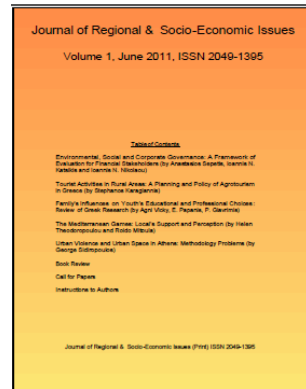 Journal of Regional & Socio-Economic Issues
Volume 1, June 2011, ISSN 2049-1395
Table of Contents
Environmental, Social and Corporate Governance: A Framework of
Evaluation for Financial Stakeholders (by Anastasios Sepetis, Ioannis N.
Katsikis and Ioannis N. Nikolaou)
Tourist Activities in Rural Areas: A Planning and Policy of Agrotourism
in Greece (by Stephanos Karagiannis)
Family's Influences on Youth's Educational and Professional Choices:
Review of Greek Research (by Agni Vicky, E. Papanis, P. Giavrimis)
The Mediterranean Games: Local's Support and Perception (by Helen
Theodoropoulou and Roido Mitoula)
Urban Violence and Urban Space in Athens: Methodology Problems (by
George Sidiropoulos)
Book Review
Call for Papers
Instructions to Authors
Journal of Regional & Socio-Economic Issues (Print) ISSN 2049-1395